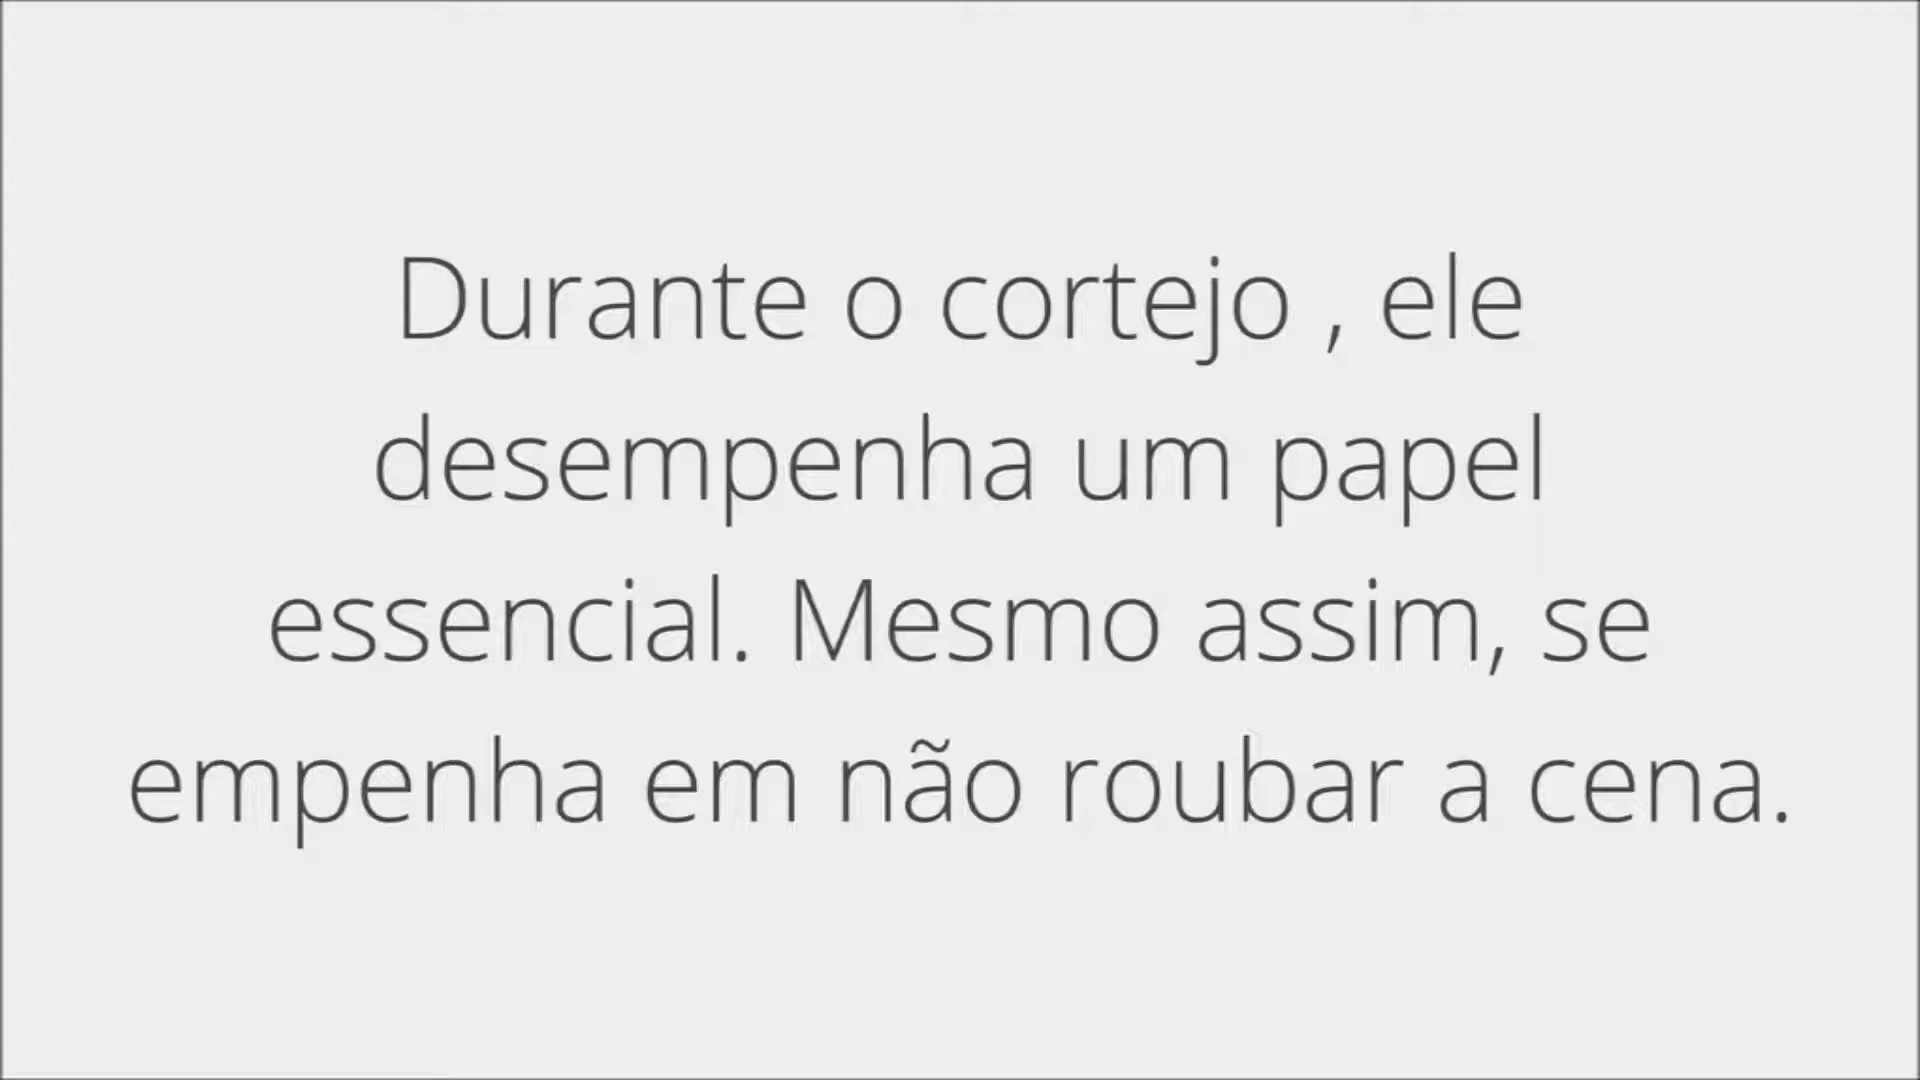 Durante o cortejo , ele
desempenha um papel
essencial. Mesmo assim, se
empenha em não roubar a cena.